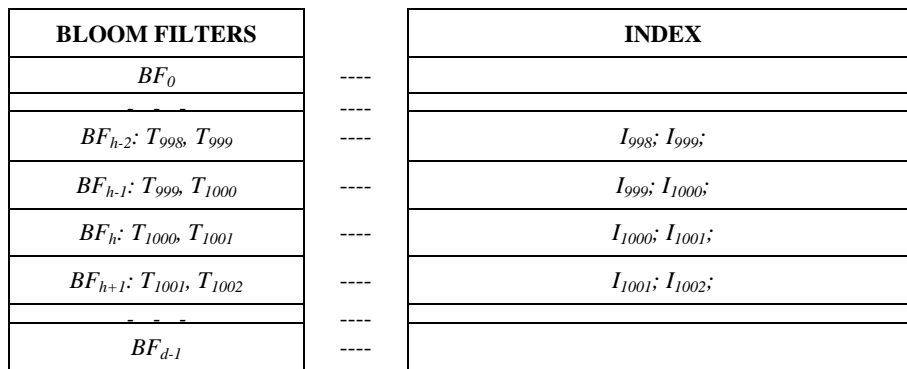 BLOOM FILTERS INDEX
BF₀ ----
- - - ----
BFₕ₋₂: T₉₉₈, T₉₉₉ ---- I₉₉₈; I₉₉₉;
BFₕ₋₁: T₉₉₉, T₁₀₀₀ ---- I₉₉₉; I₁₀₀₀;
BFₕ: T₁₀₀₀, T₁₀₀₁ ---- I₁₀₀₀; I₁₀₀₁;
BFₕ₊₁: T₁₀₀₁, T₁₀₀₂ ---- I₁₀₀₁; I₁₀₀₂;
- - - ----
BF_{d-1} ----